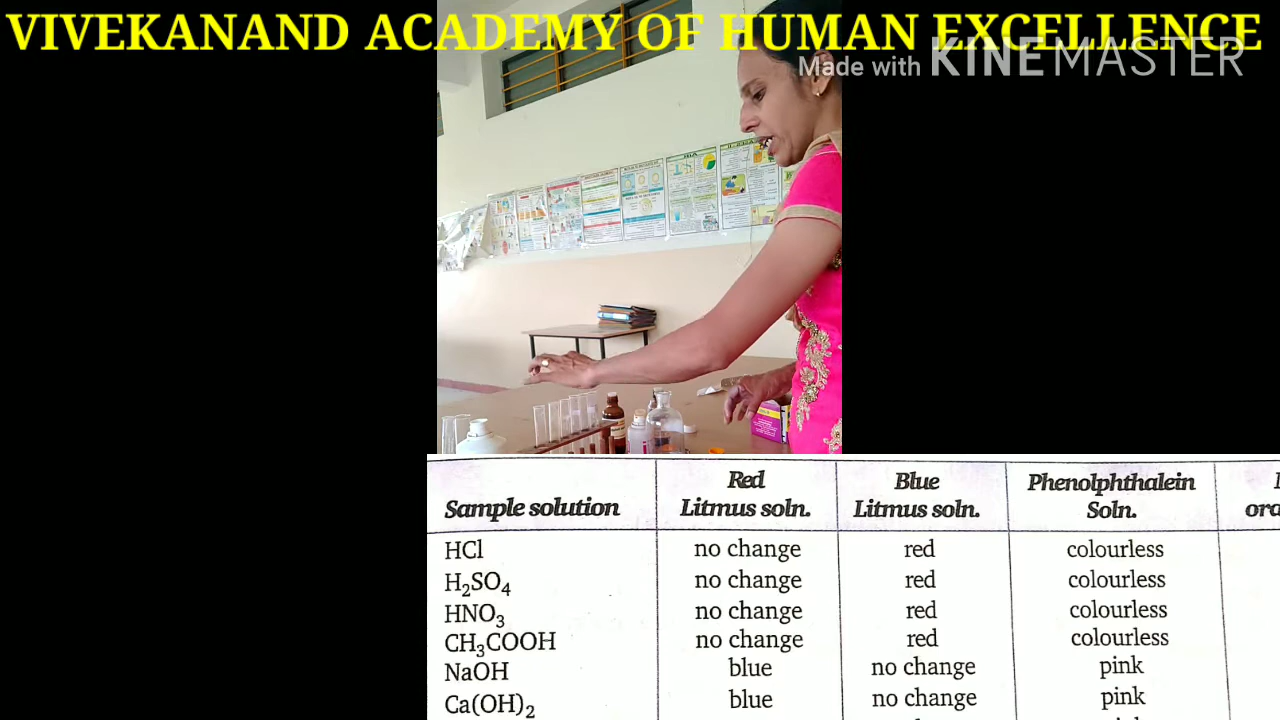 VIVEKANAND ACADEMY OF HUMAN EXCELLENCE
Made with KINEMASTER
Sample solution Red Litmus soln. Blue Litmus soln. Phenolphthalein Soln.
HCl no change red colourless
H₂SO₄ no change red colourless
HNO₃ no change red colourless
CH₃COOH no change red colourless
NaOH blue no change pink
Ca(OH)₂ blue no change pink